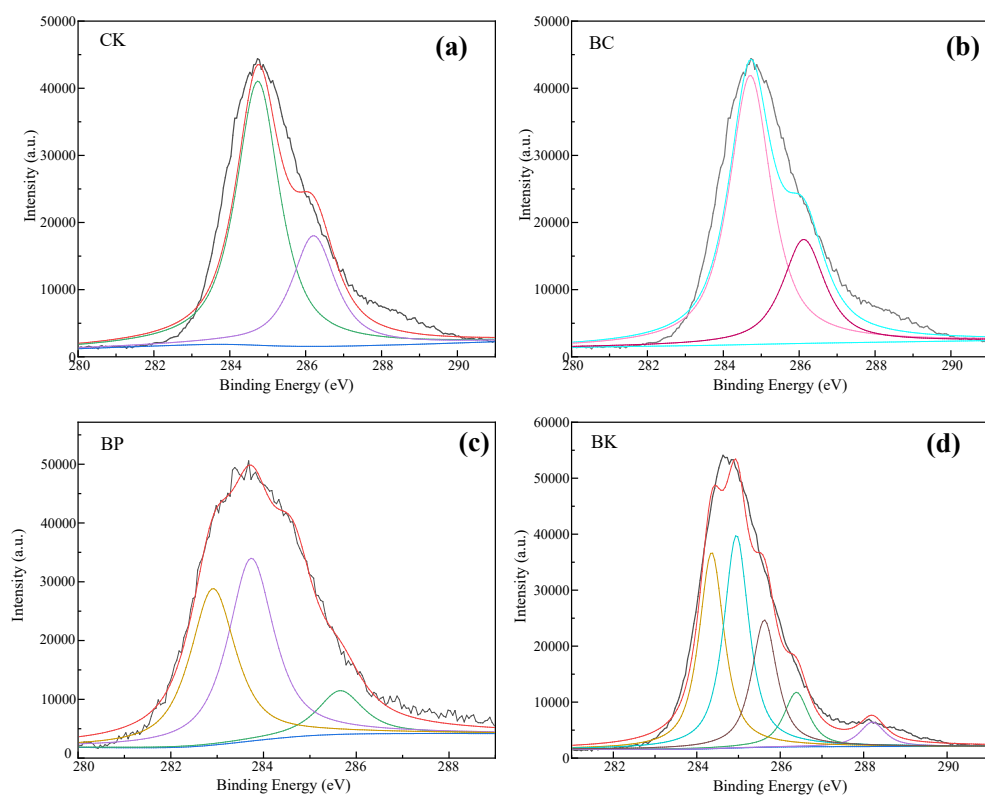 CK
(a)
50000
40000
30000
20000
10000
0
Intensity (a.u.)
280 282 284 286 288 290
Binding Energy (eV)
BC
(b)
50000
40000
30000
20000
10000
0
Intensity (a.u.)
280 282 284 286 288 290
Binding Energy (eV)
BP
(c)
50000
40000
30000
20000
10000
0
Intensity (a.u.)
280 282 284 286 288
Binding Energy (eV)
BK
(d)
60000
50000
40000
30000
20000
10000
0
Intensity (a.u.)
282 284 285 286 288 290
Binding Energy (eV)